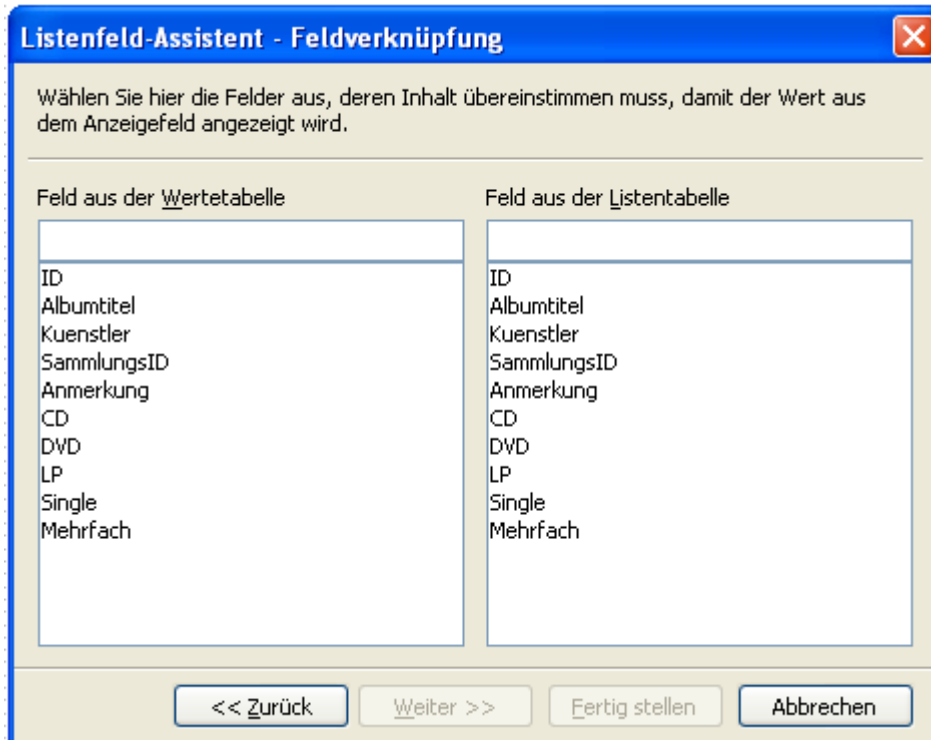 Listenfeld-Assistent - Feldverknüpfung
Wählen Sie hier die Felder aus, deren Inhalt übereinstimmen muss, damit der Wert aus
dem Anzeigefeld angezeigt wird.
Feld aus der Wertetabelle
ID
Albumtitel
Kuenstler
SammlungsID
Anmerkung
CD
DVD
LP
Single
Mehrfach
Feld aus der Listentabelle
ID
Albumtitel
Kuenstler
SammlungsID
Anmerkung
CD
DVD
LP
Single
Mehrfach
<< Zurück
Weiter >>
Fertig stellen
Abbrechen